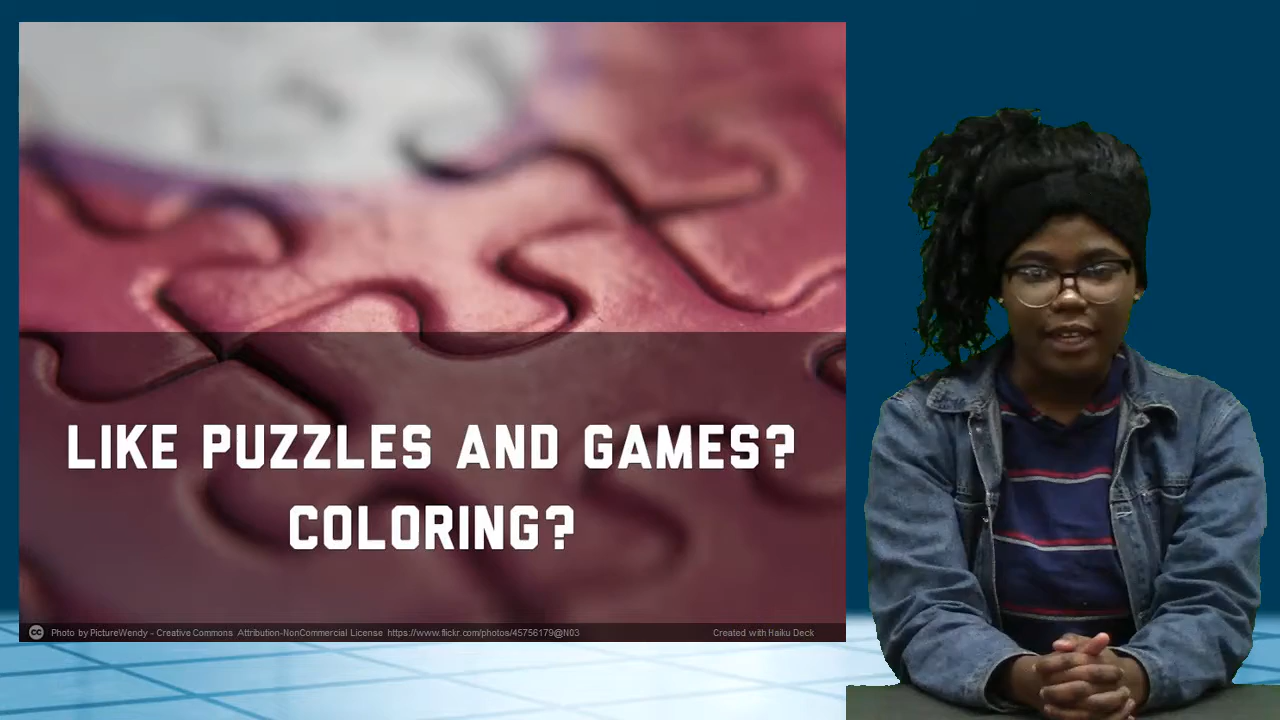 LIKE PUZZLES AND GAMES?
COLORING?
Photo by PictureWendy - Creative Commons Attribution-NonCommercial License https://www.flickr.com/photos/45756179@N03
Created with Haiku Deck